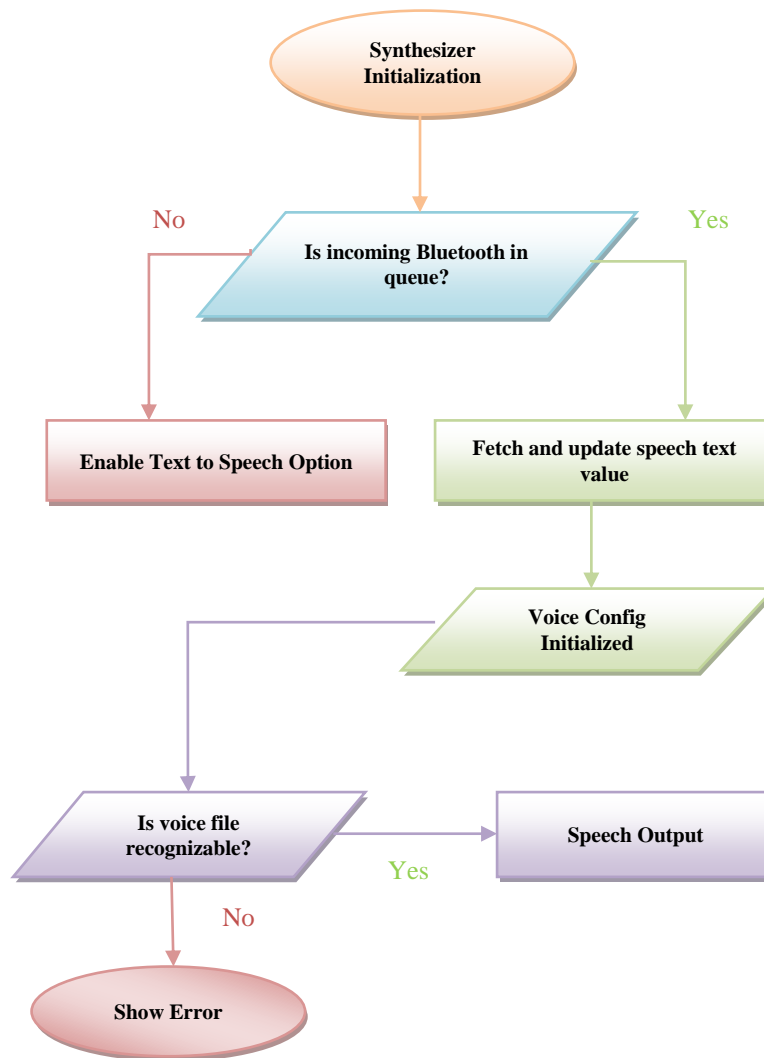 Synthesizer
Initialization
No
Yes
Is incoming Bluetooth in
queue?
Enable Text to Speech Option
Fetch and update speech text
value
Voice Config
Initialized
Is voice file
recognizable?
Speech Output
Yes
No
Show Error